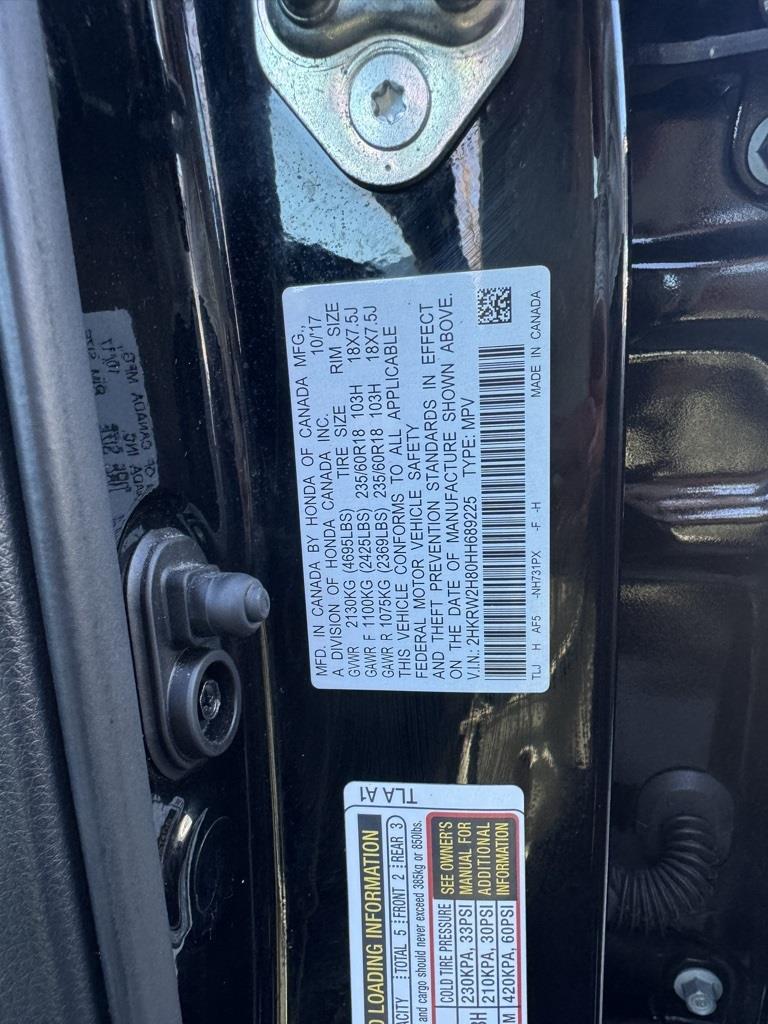 MFD. IN CANADA BY HONDA OF CANADA MFG.,
A DIVISION OF HONDA CANADA INC. 10/'17
TIRE SIZE RIM SIZE
GVWR 2130KG (4695LBS)
GAWR F 1100KG (2425LBS) 235/60R18 103H 18X7.5J
GAWR R 1075KG (2369LBS) 235/60R18 103H 18X7.5J
THIS VEHICLE CONFORMS TO ALL APPLICABLE
FEDERAL MOTOR VEHICLE SAFETY
AND THEFT PREVENTION STANDARDS IN EFFECT
ON THE DATE OF MANUFACTURE SHOWN ABOVE.
V.I.N: 2HKRW2H80HH689225 TYPE: MPV
TLJ H AF5 -NH731PX -F -H MADE IN CANADA
TLA A1
LOADING INFORMATION
TOTAL 5 FRONT 2 REAR 3
and cargo should never exceed 385kg or 850lbs.
COLD TIRE PRESSURE
230KPA, 33PSI
210KPA, 30PSI
420KPA, 60PSI
SEE OWNER'S
MANUAL FOR
ADDITIONAL
INFORMATION